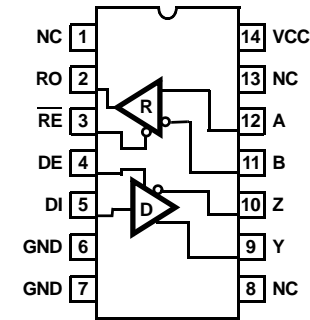 NC 1 14 VCC
RO 2 13 NC
R
R̅E̅ 3 12 A
DE 4 11 B
DI 5 D 10 Z
GND 6 9 Y
GND 7 8 NC